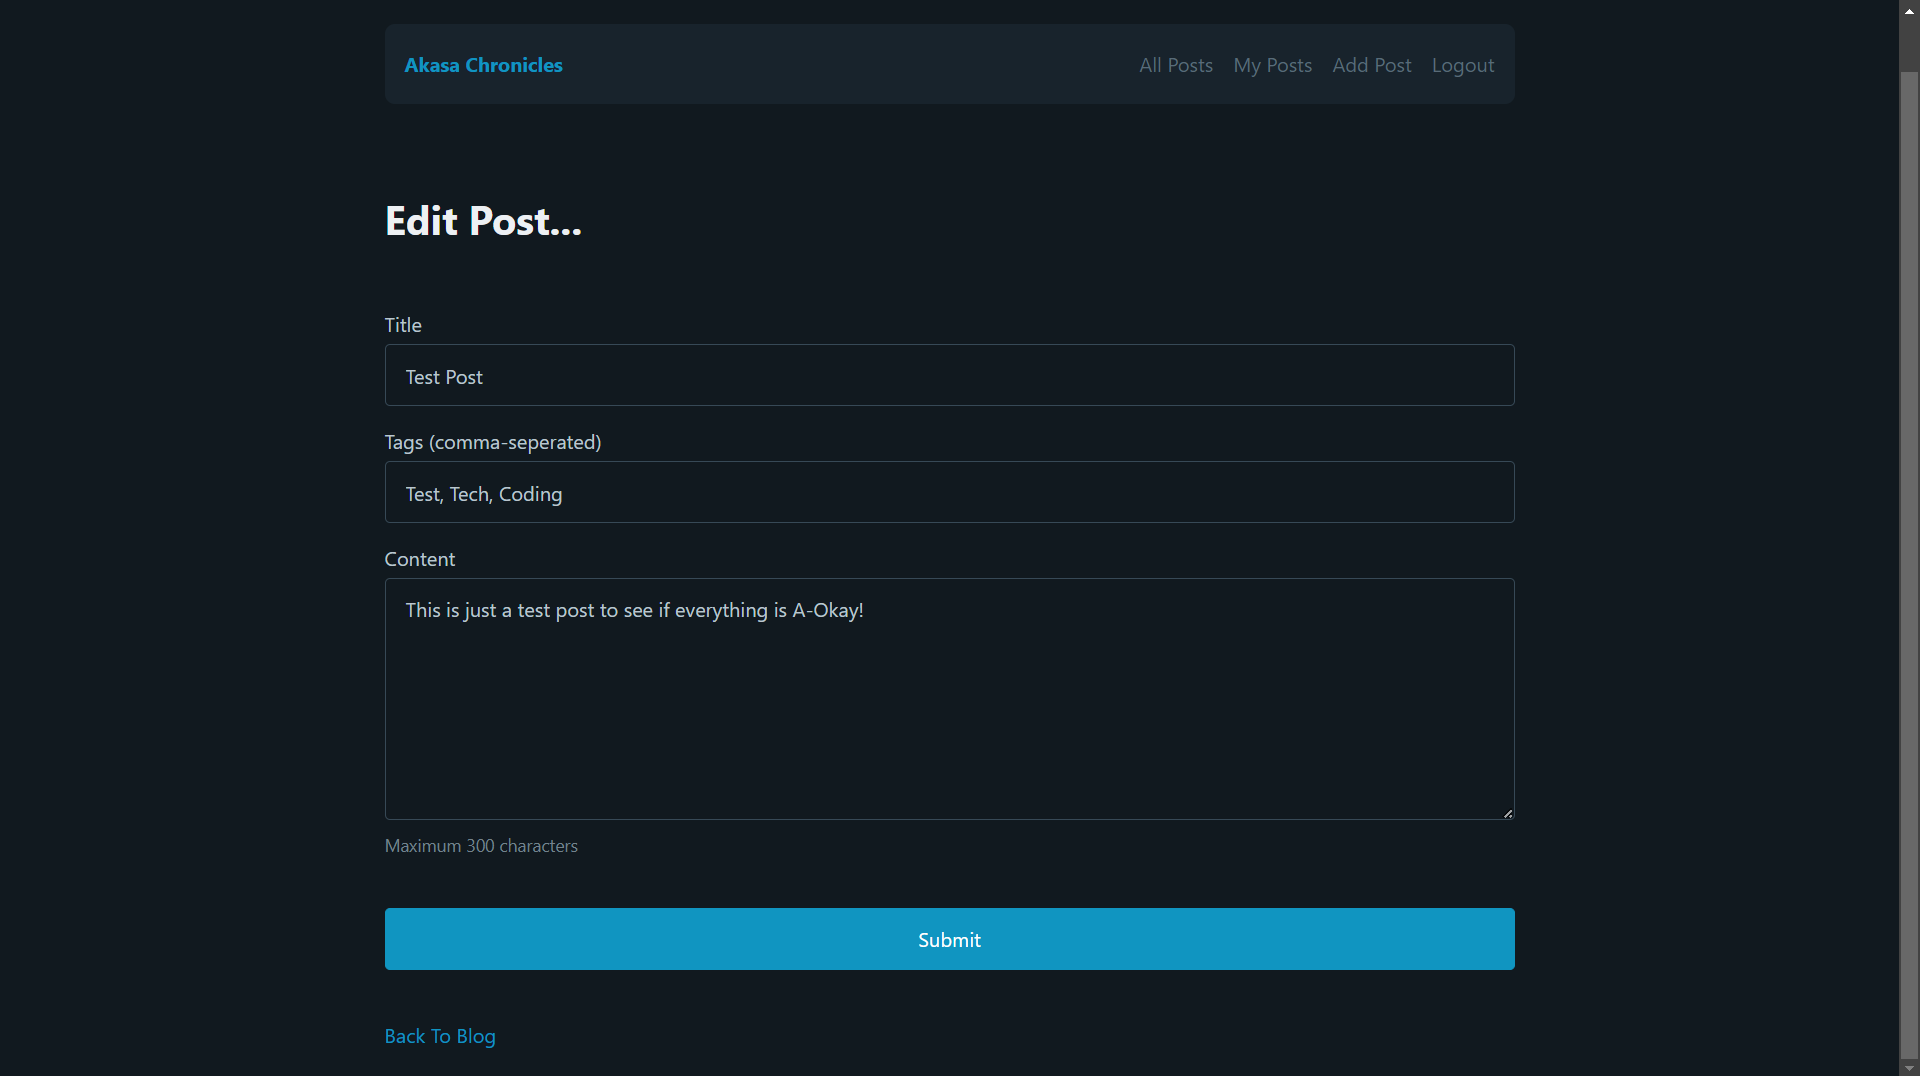 Akasa Chronicles All Posts My Posts Add Post Logout
Edit Post...
Title
Test Post
Tags (comma-seperated)
Test, Tech, Coding
Content
This is just a test post to see if everything is A-Okay!
Maximum 300 characters
Submit
Back To Blog